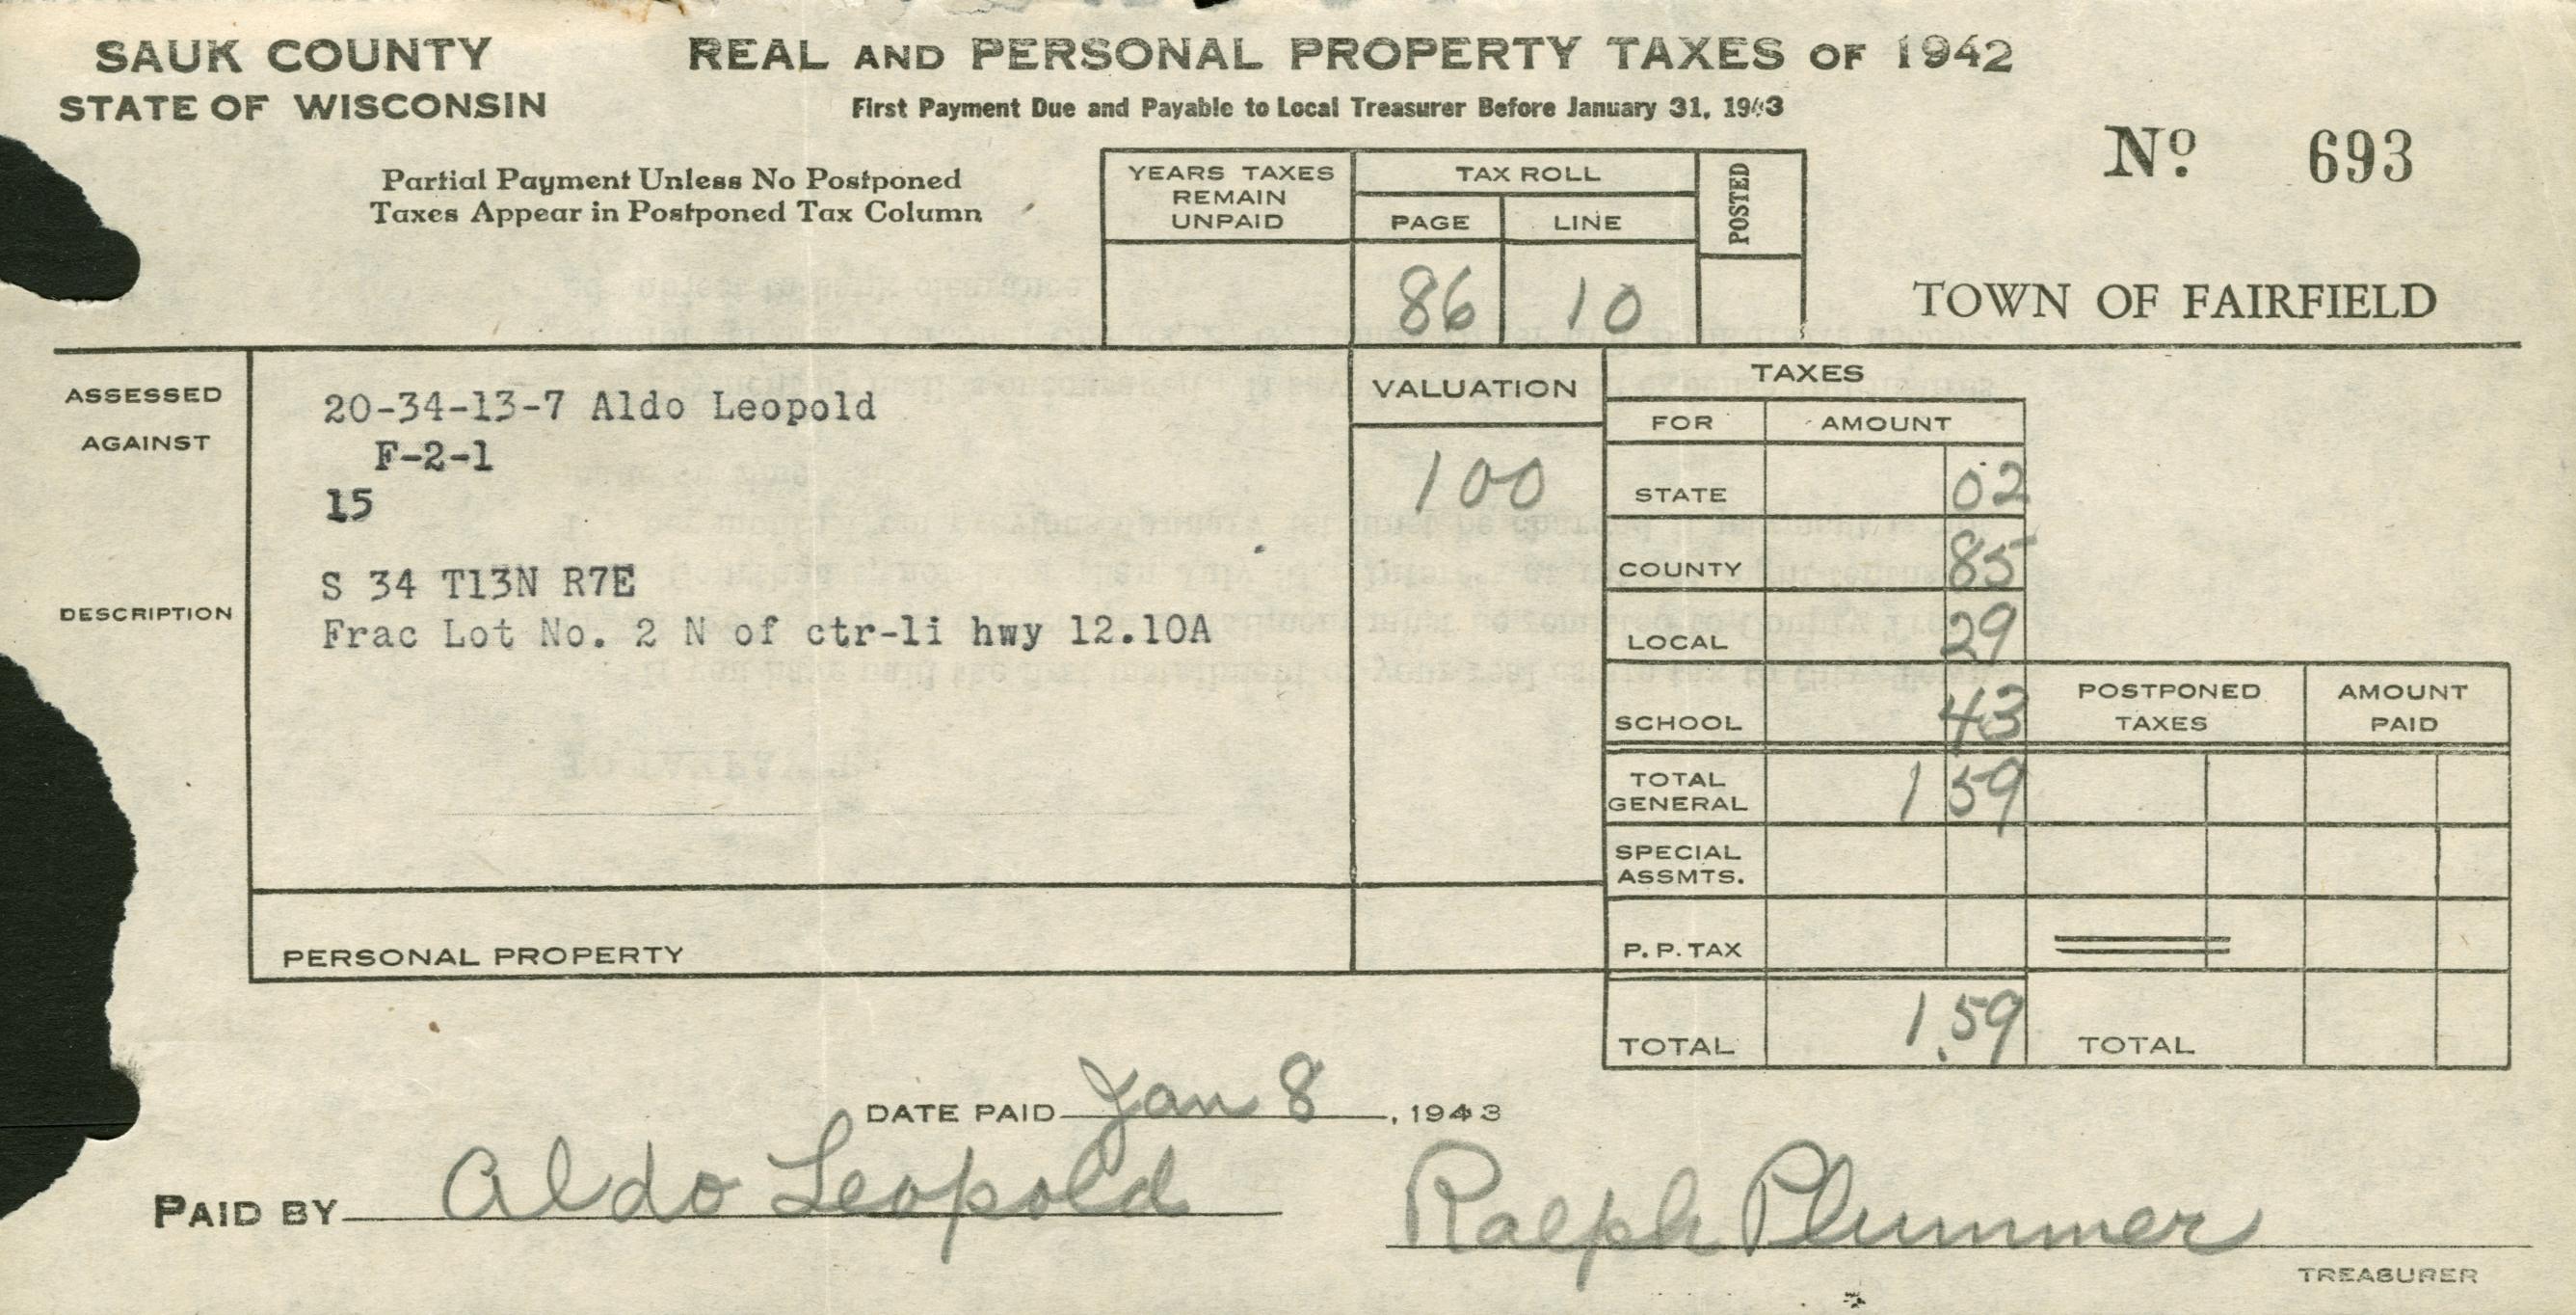 SAUK COUNTY
STATE OF WISCONSIN
REAL AND PERSONAL PROPERTY TAXES OF 1942
First Payment Due and Payable to Local Treasurer Before January 31, 1943
Partial Payment Unless No Postponed
Taxes Appear in Postponed Tax Column
YEARS TAXES
REMAIN
UNPAID
TAX ROLL
PAGE
LINE
POSTED
86
10
No 693
TOWN OF FAIRFIELD
ASSESSED
AGAINST
20-34-13-7 Aldo Leopold
F-2-1
15
DESCRIPTION
S 34 T13N R7E
Frac Lot No. 2 N of ctr-li hwy 12.10A
PERSONAL PROPERTY
VALUATION
100
TAXES
FOR AMOUNT
STATE 02
COUNTY 85
LOCAL 29
SCHOOL 43
POSTPONED
TAXES
AMOUNT
PAID
TOTAL
GENERAL
1 59
SPECIAL
ASSMTS.
P. P. TAX
TOTAL 1.59 TOTAL
DATE PAID Jan 8, 1943
PAID BY Aldo Leopold
Ralph Plummer
TREASURER